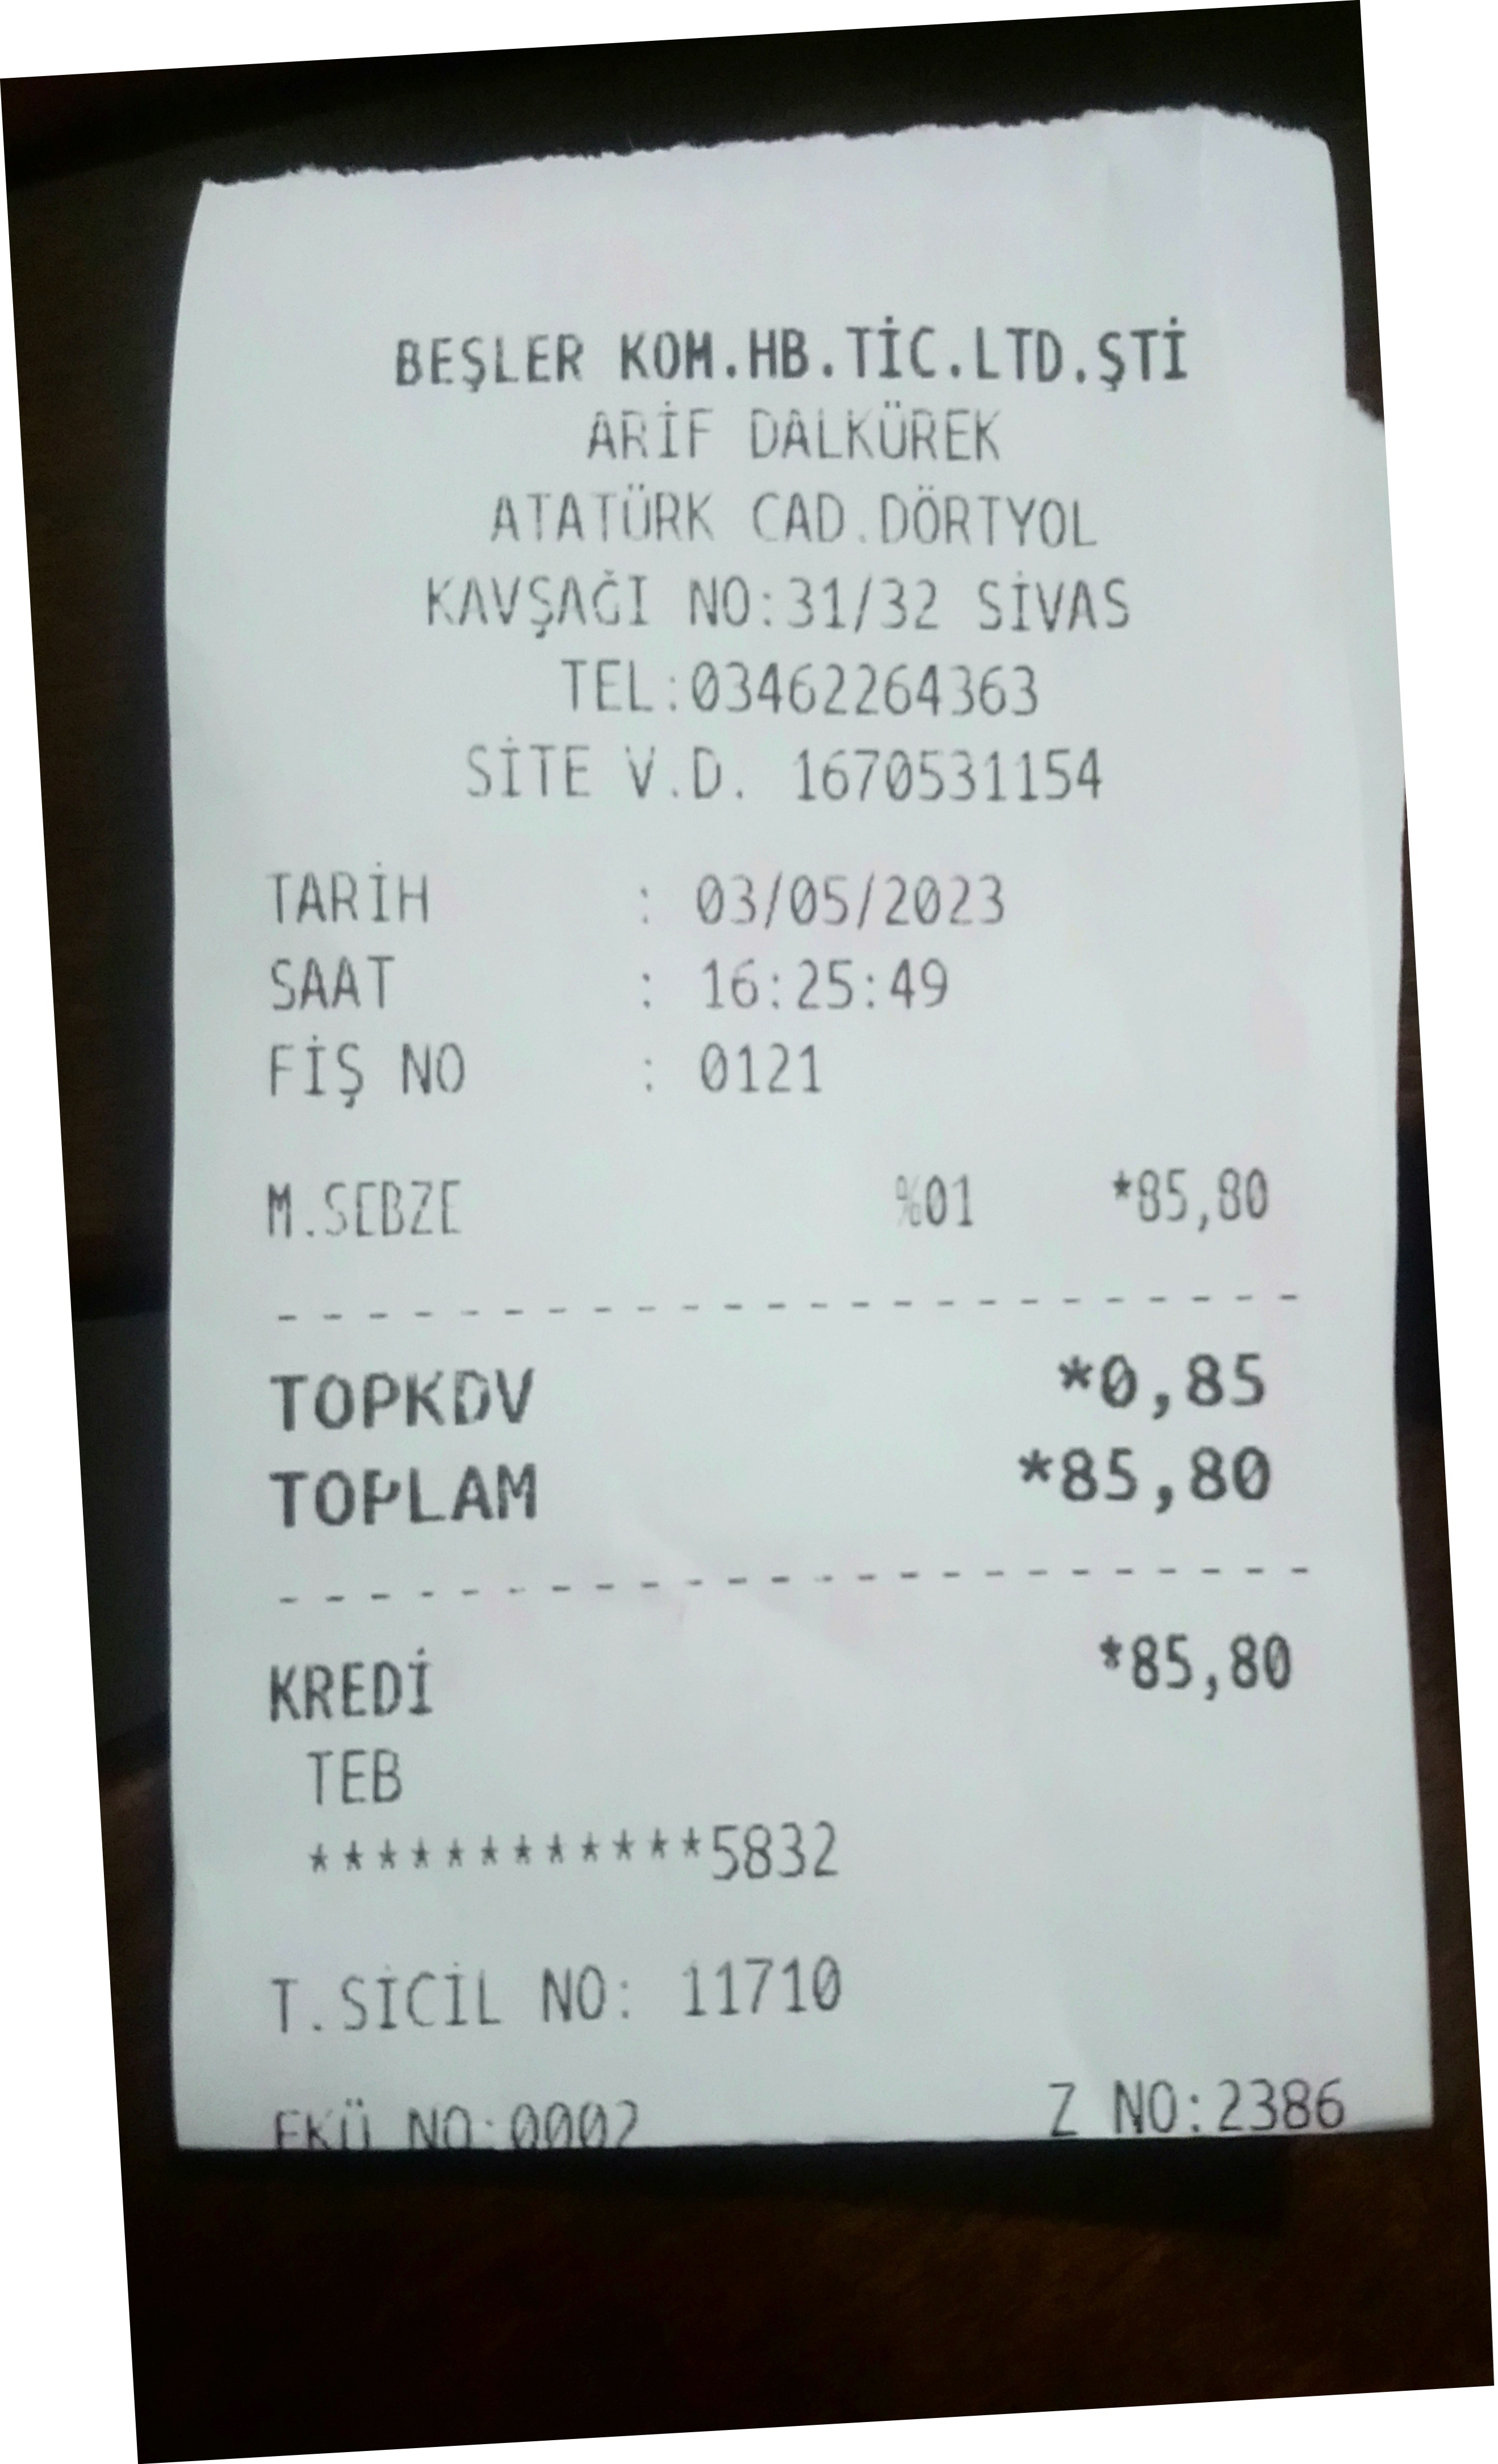 BEŞLER KOM.HB.TİC.LTD.ŞTİ
ARİF DALKÜREK
ATATÜRK CAD.DÖRTYOL
KAVŞAĞI NO:31/32 SİVAS
TEL:03462264363
SİTE V.D. 1670531154
TARİH : 03/05/2023
SAAT : 16:25:49
FİŞ NO : 0121
M.SEBZE %01 *85,80
TOPKDV *0,85
TOPLAM *85,80
KREDİ *85,80
TEB
************5832
T.SİCİL NO: 11710
EKÜ NO:0002 Z NO:2386